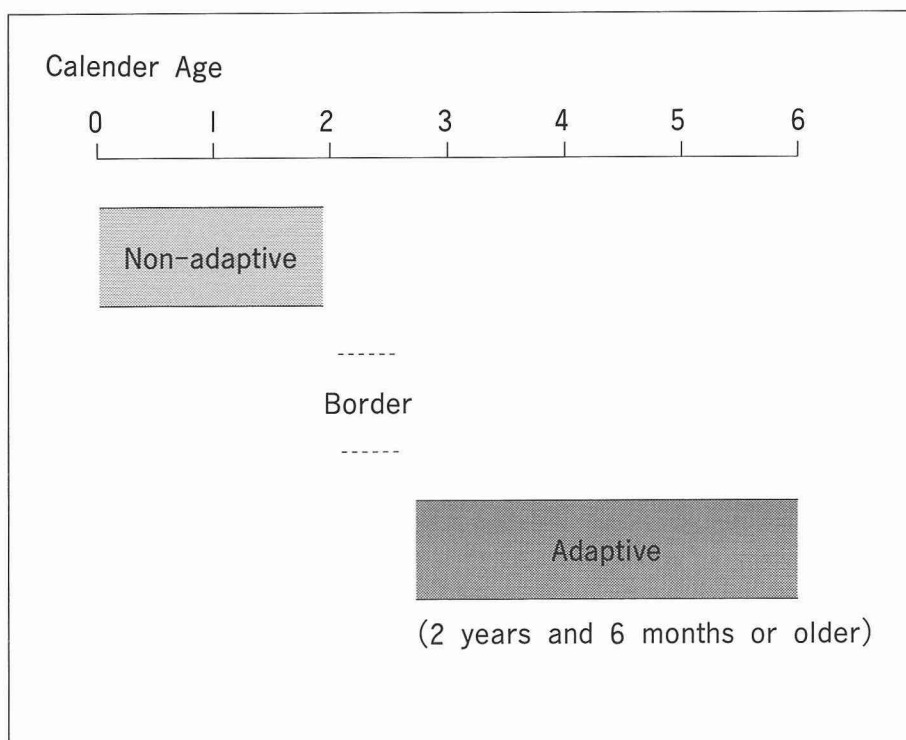 Calender Age
0 1 2 3 4 5 6
Non-adaptive
Border
Adaptive
(2 years and 6 months or older)